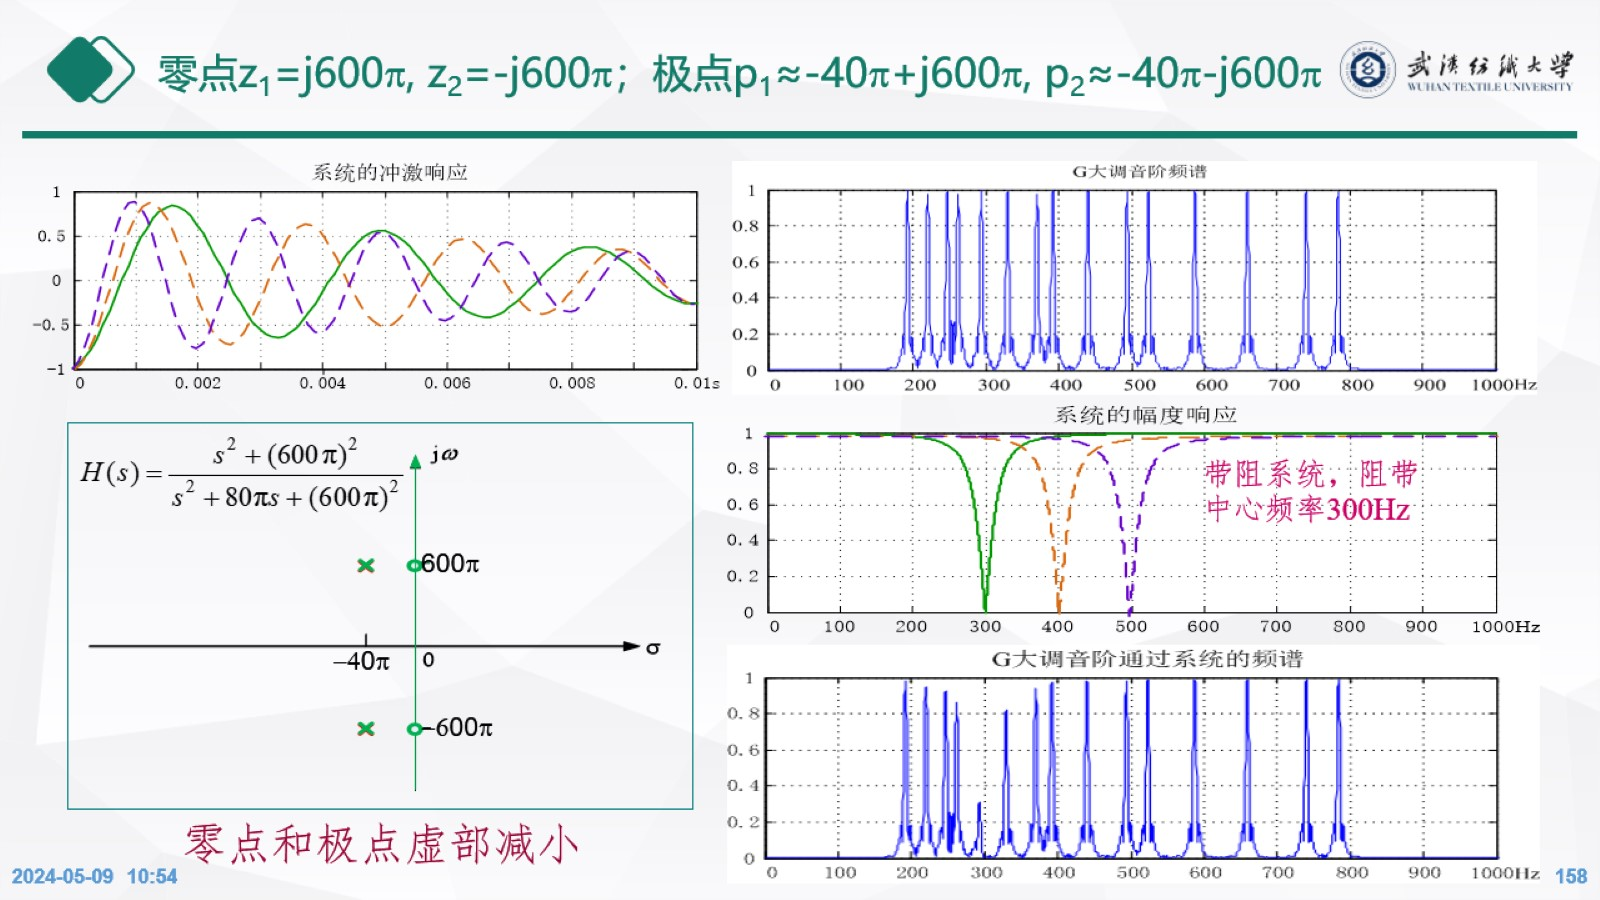 零点z₁=j600π, z₂=-j600π；极点p₁≈-40π+j600π, p₂≈-40π-j600π
武汉纺织大学
WUHAN TEXTILE UNIVERSITY
系统的冲激响应
1
0.5
0
-0.5
-1
0 0.002 0.004 0.006 0.008 0.01s
G大调音阶频谱
1
0.8
0.6
0.4
0.2
0
0 100 200 300 400 500 600 700 800 900 1000Hz
H(s)=(s²+(600π)²)/(s²+80πs+(600π)²)
jω
600π
-40π 0 σ
-600π
零点和极点虚部减小
系统的幅度响应
1
0.8
0.6
0.4
0.2
0
0 100 200 300 400 500 600 700 800 900 1000Hz
带阻系统，阻带
中心频率300Hz
G大调音阶通过系统的频谱
1
0.8
0.6
0.4
0.2
0
0 100 200 300 400 500 600 700 800 900 1000Hz
2024-05-09 10:54
158